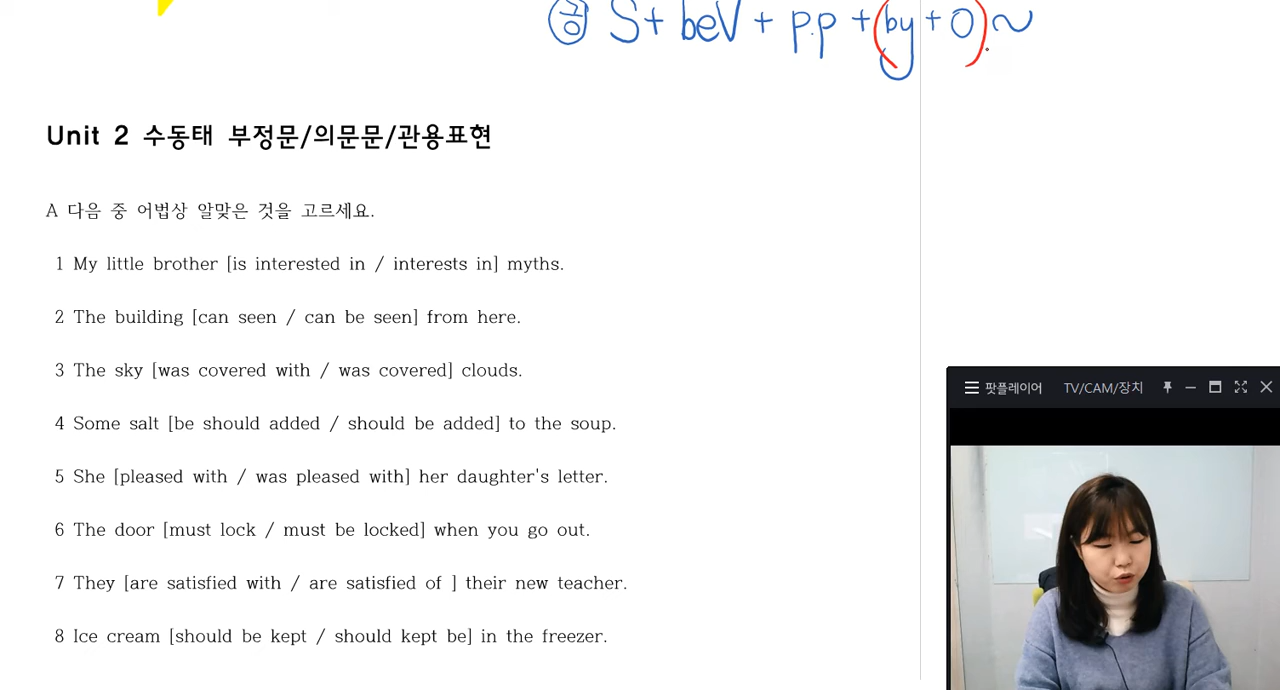 공 S+ beV + p.p + (by + O) ~
Unit 2 수동태 부정문/의문문/관용표현
A 다음 중 어법상 알맞은 것을 고르세요.
1 My little brother [is interested in / interests in] myths.
2 The building [can seen / can be seen] from here.
3 The sky [was covered with / was covered] clouds.
4 Some salt [be should added / should be added] to the soup.
5 She [pleased with / was pleased with] her daughter's letter.
6 The door [must lock / must be locked] when you go out.
7 They [are satisfied with / are satisfied of ] their new teacher.
8 Ice cream [should be kept / should kept be] in the freezer.
팟플레이어 TV/CAM/장치